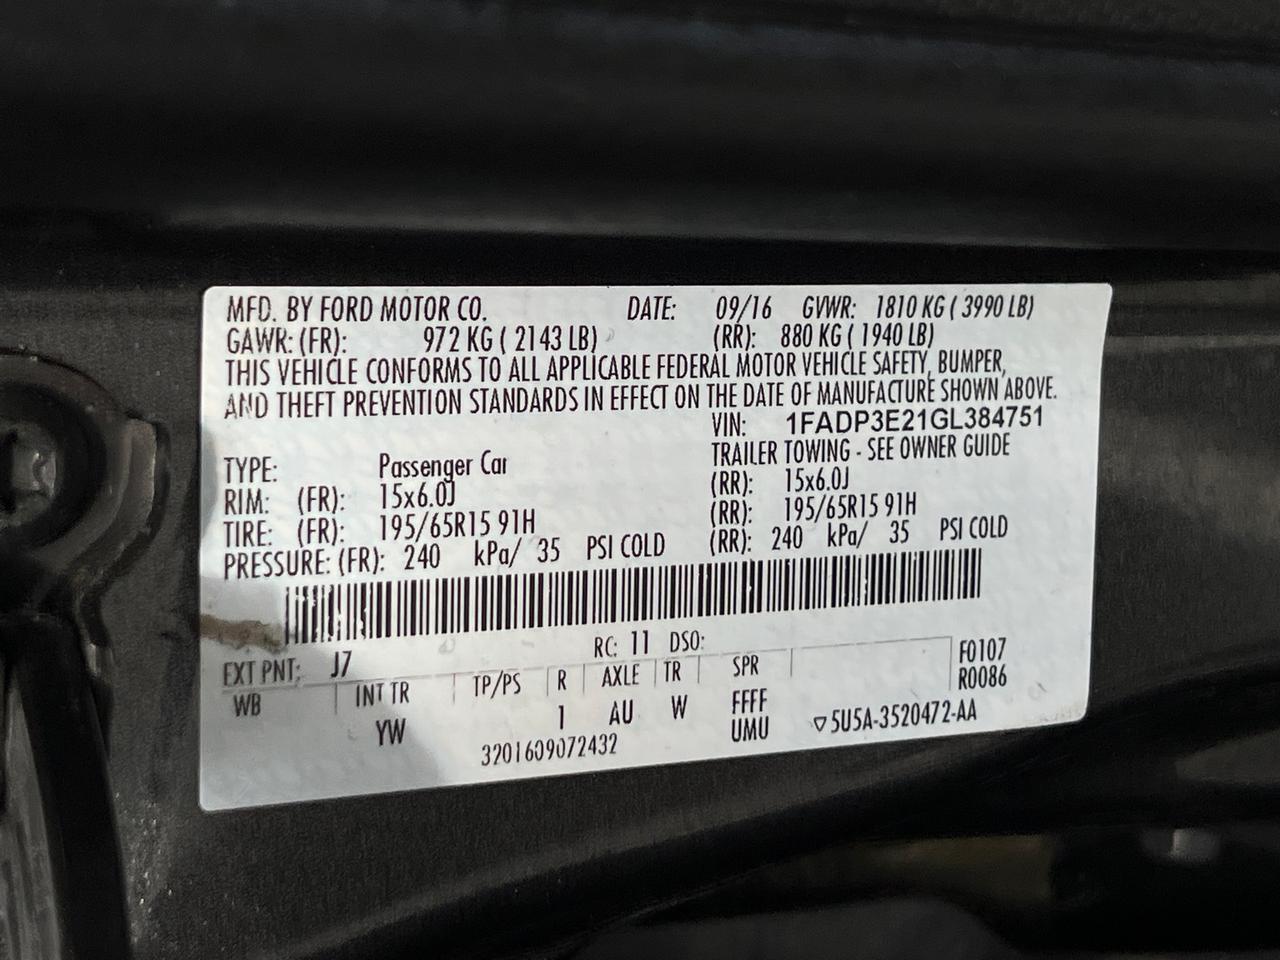 MFD. BY FORD MOTOR CO. DATE: 09/16 GVWR: 1810 KG ( 3990 LB)
GAWR: (FR): 972 KG ( 2143 LB) (RR): 880 KG ( 1940 LB)
THIS VEHICLE CONFORMS TO ALL APPLICABLE FEDERAL MOTOR VEHICLE SAFETY, BUMPER,
AND THEFT PREVENTION STANDARDS IN EFFECT ON THE DATE OF MANUFACTURE SHOWN ABOVE.
VIN: 1FADP3E21GL384751
TYPE: Passenger Car TRAILER TOWING - SEE OWNER GUIDE
RIM: (FR): 15x6.0J (RR): 15x6.0J
TIRE: (FR): 195/65R15 91H (RR): 195/65R15 91H
PRESSURE: (FR): 240 kPa/ 35 PSI COLD (RR): 240 kPa/ 35 PSI COLD
EXT PNT: J7 RC: 11 DSO: F0107
WB INT TR TP/PS R AXLE TR SPR R0086
YW 1 AU W FFFF
UMU
3201609072432 ▽5U5A-3520472-AA